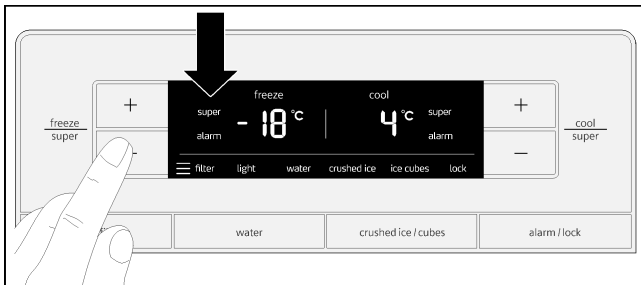 freeze
super
+
−
freeze
cool
super
alarm
- 18 °C
4 °C
super
alarm
filter
light
water
crushed ice
ice cubes
lock
+
−
cool
super
water
crushed ice / cubes
alarm / lock